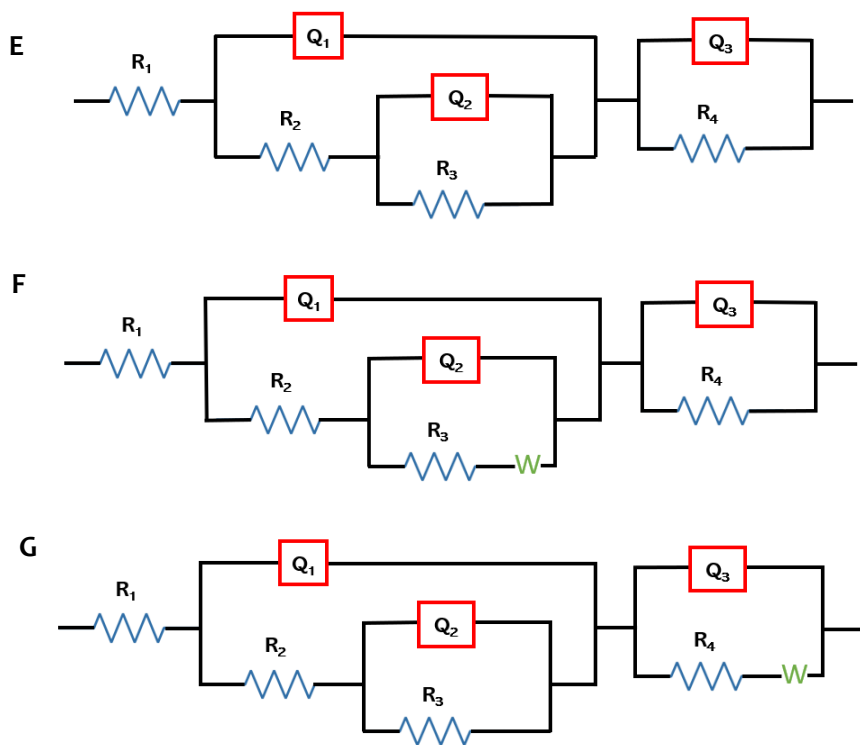 E
Q₁
Q₃
R₁
Q₂
R₂
R₄
R₃
F
Q₁
Q₃
R₁
Q₂
R₂
R₄
R₃
W
G
Q₁
Q₃
R₁
Q₂
R₂
R₄
W
R₃